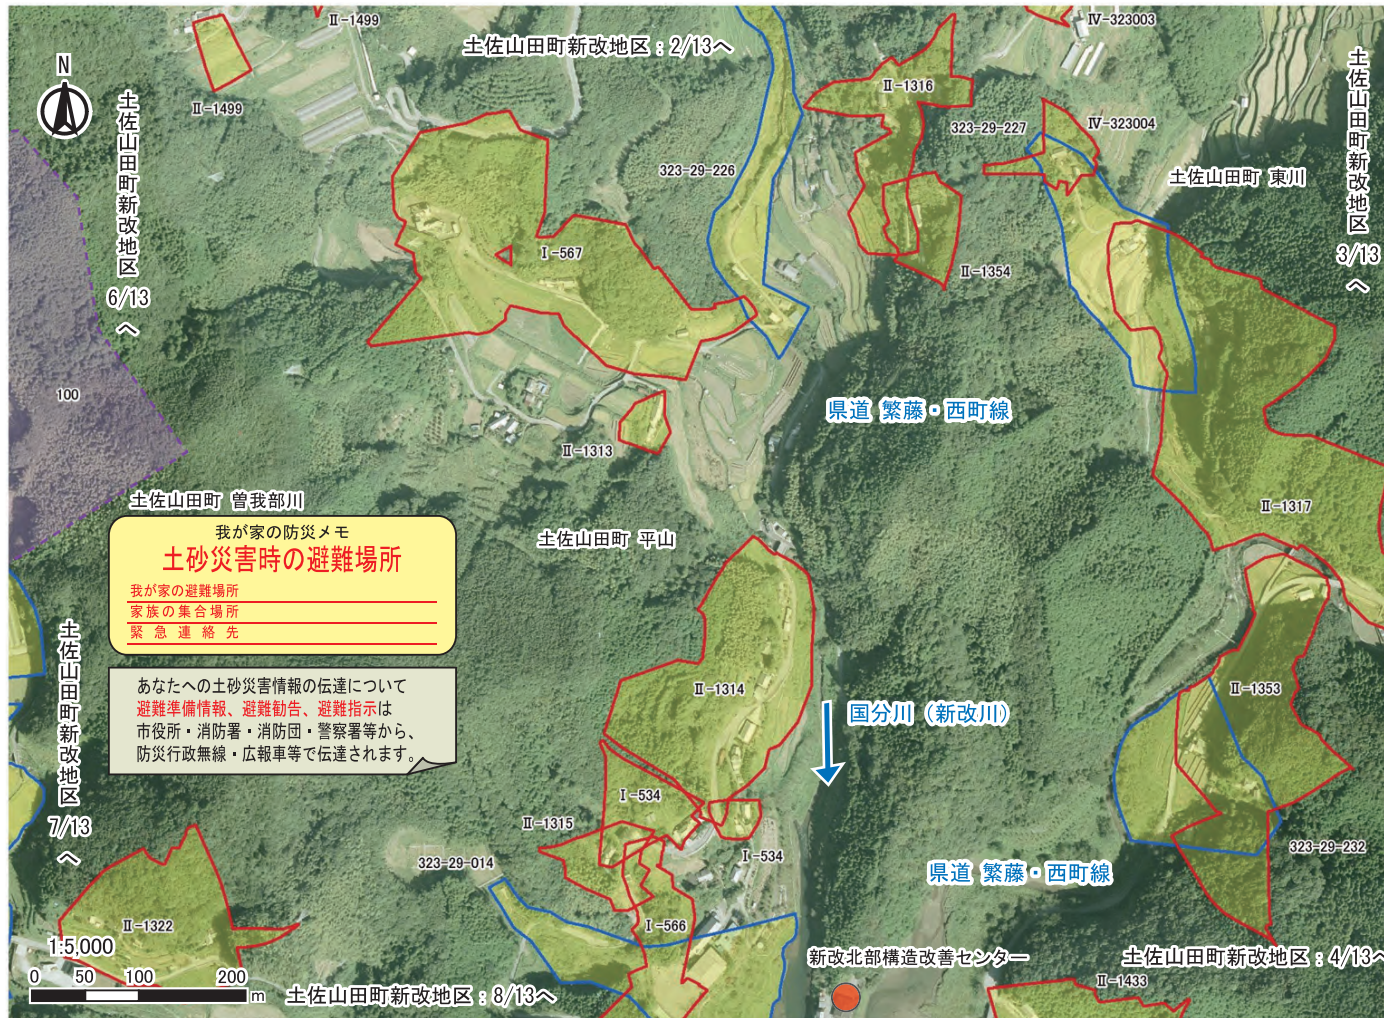 Ⅱ-1499
土佐山田町新改地区：2/13へ
Ⅳ-323003
N
Ⅱ-1499
土佐山田町新改地区
6/13
へ
Ⅱ-1316
323-29-227
Ⅳ-323004
土佐山田町新改地区
3/13
へ
323-29-226
土佐山田町 東川
Ⅰ-567
Ⅱ-1354
100
県道 繁藤・西町線
Ⅱ-1313
土佐山田町 曽我部川
Ⅱ-1317
土佐山田町 平山
我が家の防災メモ
土砂災害時の避難場所
我が家の避難場所
家族の集合場所
緊急連絡先
あなたへの土砂災害情報の伝達について
避難準備情報、避難勧告、避難指示は
市役所・消防署・消防団・警察署等から、
防災行政無線・広報車等で伝達されます。
土佐山田町新改地区
7/13
へ
Ⅱ-1314
国分川（新改川）
Ⅱ-1353
Ⅰ-534
Ⅱ-1315
Ⅰ-534
323-29-014
県道 繁藤・西町線
323-29-232
Ⅱ-1322
Ⅰ-566
1:5,000
0 50 100 200
m
新改北部構造改善センター
土佐山田町新改地区：4/13へ
Ⅱ-1433
土佐山田町新改地区：8/13へ